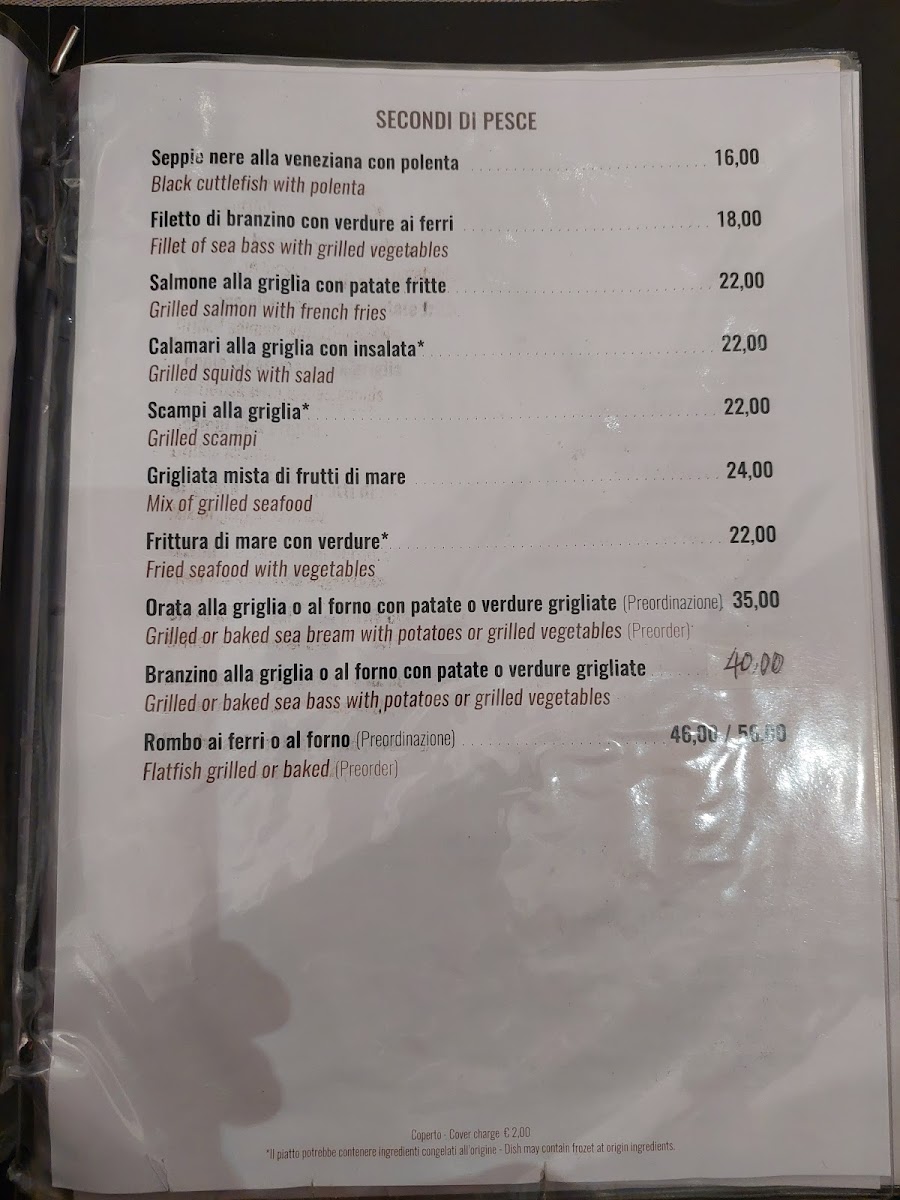 SECONDI DI PESCE
Seppie nere alla veneziana con polenta 16,00
Black cuttlefish with polenta
Filetto di branzino con verdure ai ferri 18,00
Fillet of sea bass with grilled vegetables
Salmone alla griglia con patate fritte 22,00
Grilled salmon with french fries
Calamari alla griglia con insalata* 22,00
Grilled squids with salad
Scampi alla griglia* 22,00
Grilled scampi
Grigliata mista di frutti di mare 24,00
Mix of grilled seafood
Frittura di mare con verdure* 22,00
Fried seafood with vegetables
Orata alla griglia o al forno con patate o verdure grigliate (Preordinazione) 35,00
Grilled or baked sea bream with potatoes or grilled vegetables (Preorder)
Branzino alla griglia o al forno con patate o verdure grigliate 40,00
Grilled or baked sea bass with potatoes or grilled vegetables
Rombo ai ferri o al forno (Preordinazione) 46,00 / 56,00
Flatfish grilled or baked (Preorder)
Coperto - Cover charge € 2,00
*Il piatto potrebbe contenere ingredienti congelati all'origine - Dish may contain frozet at origin ingredients.